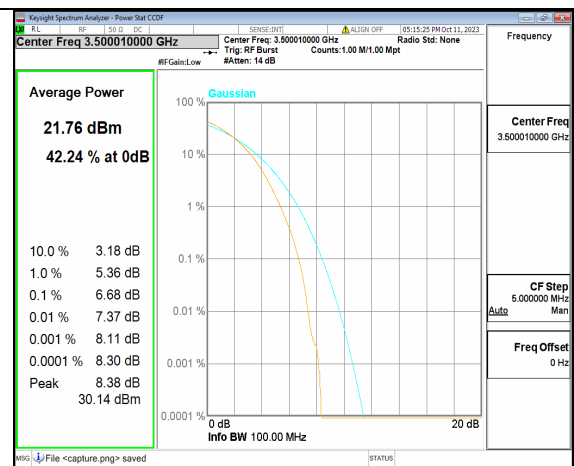 Keysight Spectrum Analyzer - Power Stat CCDF
RL RF 50 Ω DC SENSE:INT ALIGN OFF 05:15:25 PM Oct 11, 2023
Center Freq 3.500010000 GHz
Center Freq: 3.500010000 GHz Radio Std: None
Trig: RF Burst Counts:1.00 M/1.00 Mpt
#IFGain:Low #Atten: 14 dB
Frequency
Center Freq
3.500010000 GHz
CF Step
5.000000 MHz
Auto Man
Freq Offset
0 Hz
Average Power
21.76 dBm
42.24 % at 0dB
10.0 % 3.18 dB
1.0 % 5.36 dB
0.1 % 6.68 dB
0.01 % 7.37 dB
0.001 % 8.11 dB
0.0001 % 8.30 dB
Peak 8.38 dB
30.14 dBm
Gaussian
100 %
10 %
1 %
0.1 %
0.01 %
0.001 %
0.0001 %
0 dB 20 dB
Info BW 100.00 MHz
MSG File <capture.png> saved STATUS